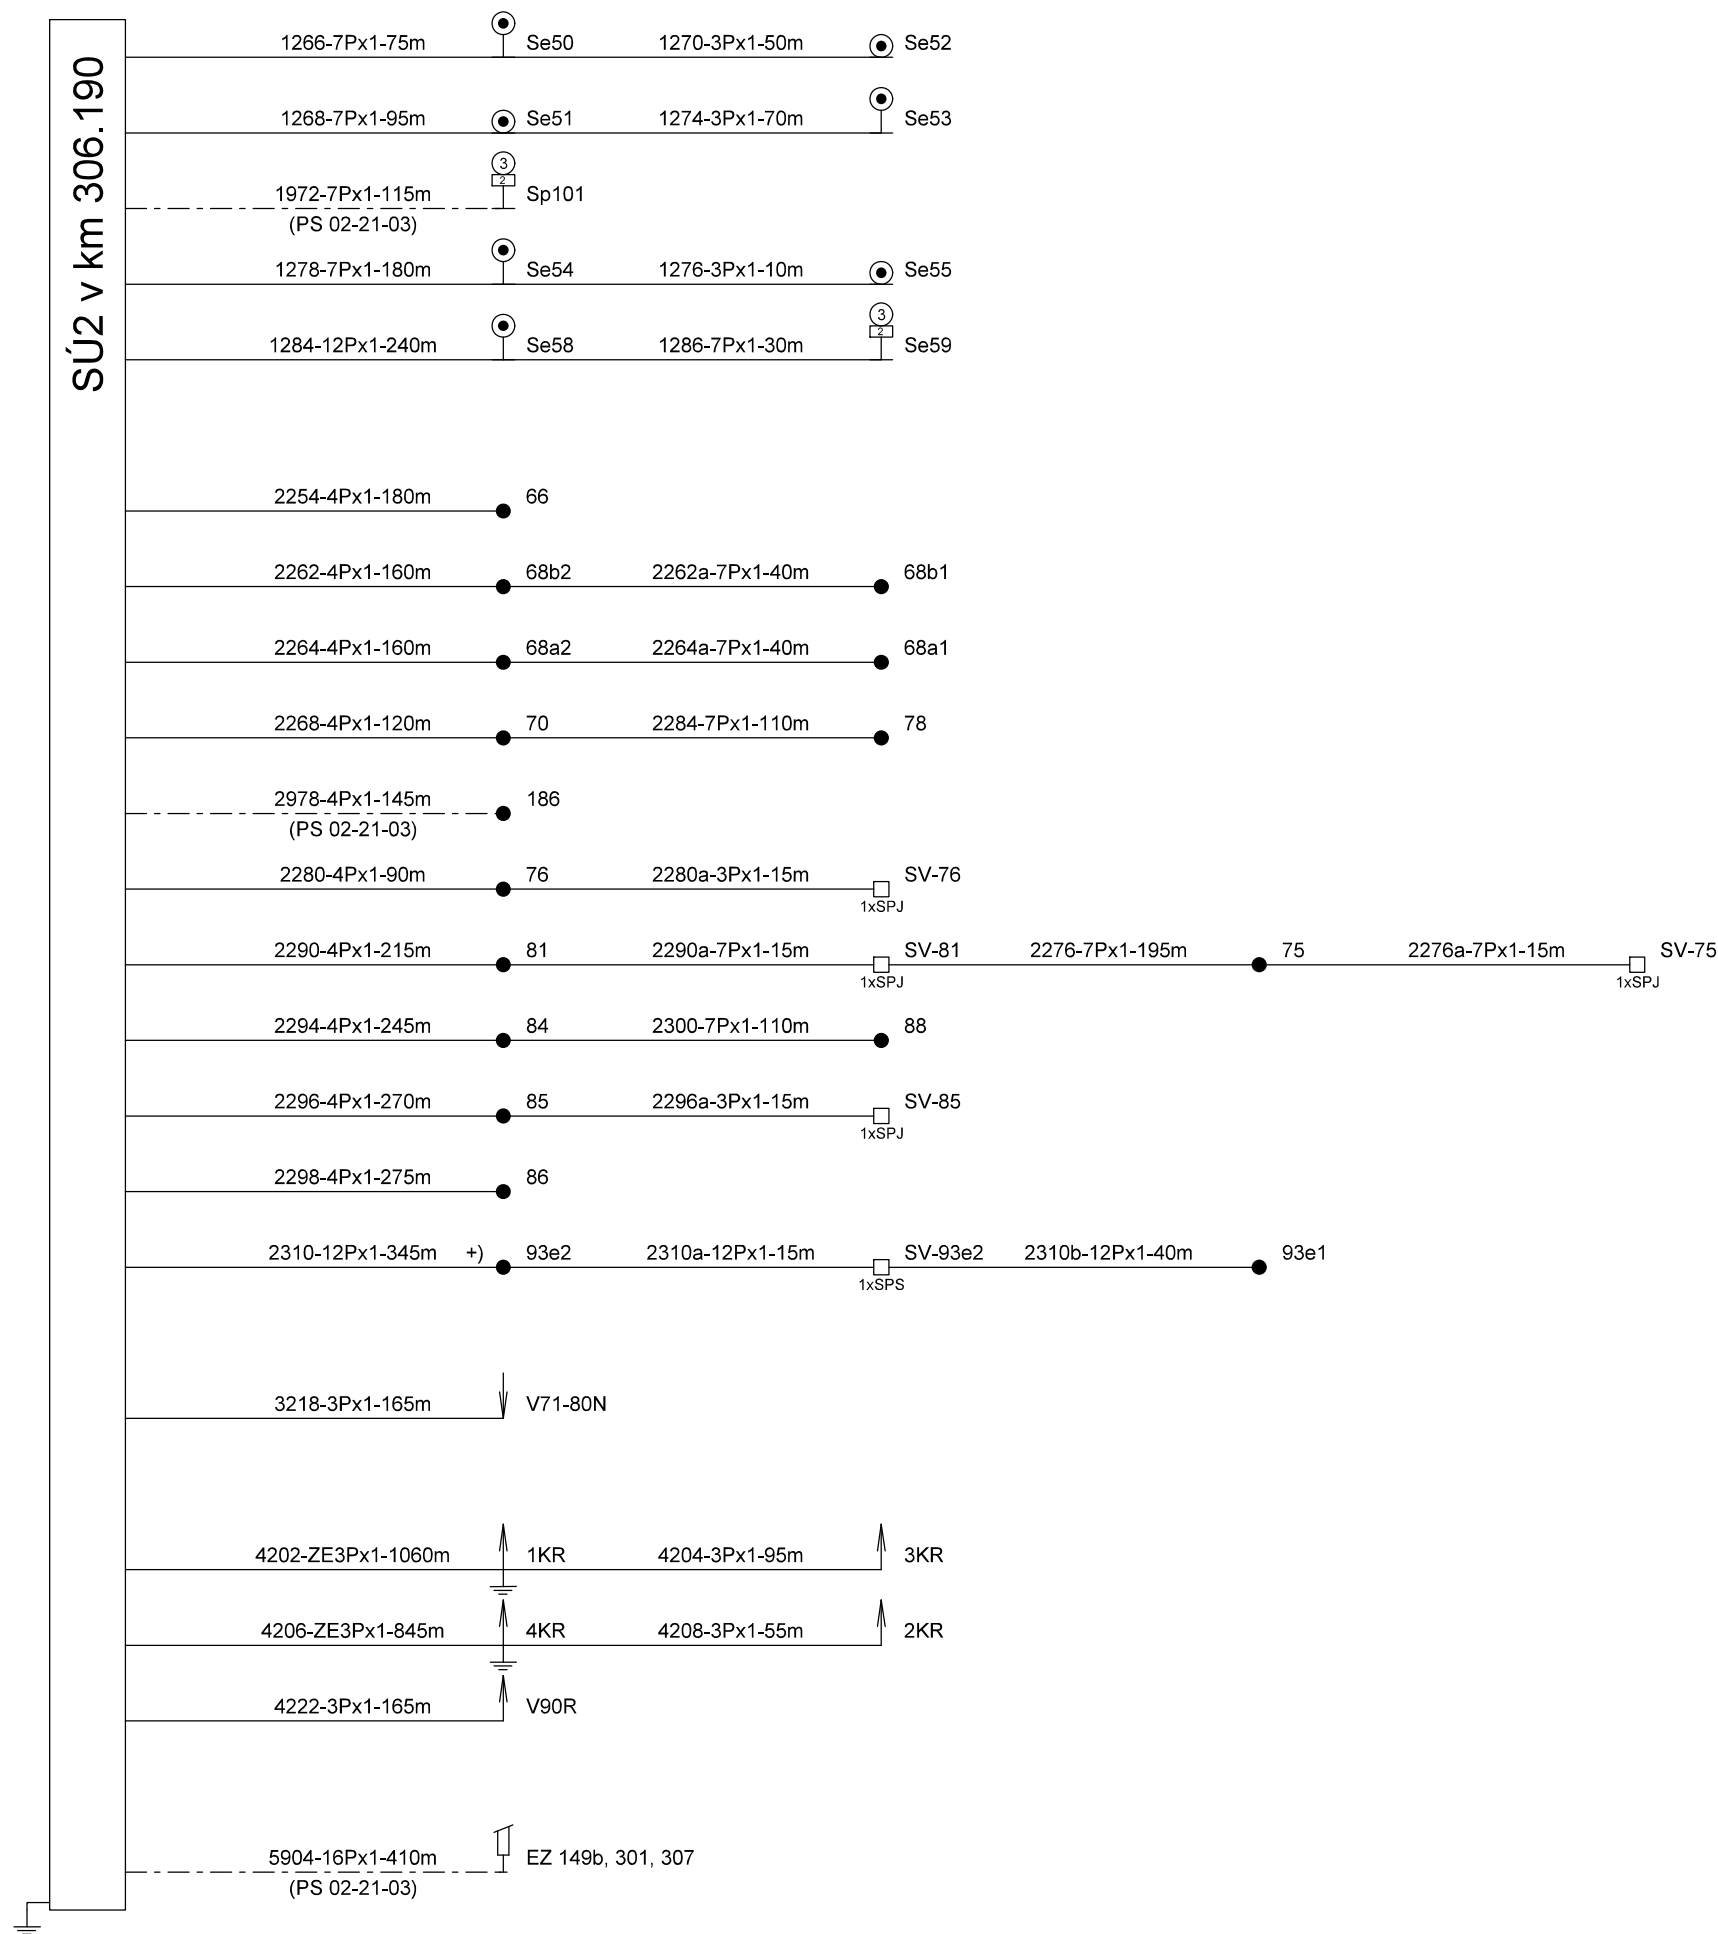 SÚ2 v km 306.190
1266-7Px1-75m Se50 1270-3Px1-50m Se52
1268-7Px1-95m Se51 1274-3Px1-70m Se53
3
2
1972-7Px1-115m Sp101
(PS 02-21-03)
1278-7Px1-180m Se54 1276-3Px1-10m Se55
3
2
1284-12Px1-240m Se58 1286-7Px1-30m Se59
2254-4Px1-180m 66
2262-4Px1-160m 68b2 2262a-7Px1-40m 68b1
2264-4Px1-160m 68a2 2264a-7Px1-40m 68a1
2268-4Px1-120m 70 2284-7Px1-110m 78
2978-4Px1-145m 186
(PS 02-21-03)
2280-4Px1-90m 76 2280a-3Px1-15m SV-76
1xSPJ
2290-4Px1-215m 81 2290a-7Px1-15m SV-81 2276-7Px1-195m 75 2276a-7Px1-15m SV-75
1xSPJ 1xSPJ
2294-4Px1-245m 84 2300-7Px1-110m 88
2296-4Px1-270m 85 2296a-3Px1-15m SV-85
1xSPJ
2298-4Px1-275m 86
2310-12Px1-345m +) 93e2 2310a-12Px1-15m SV-93e2 2310b-12Px1-40m 93e1
1xSPS
3218-3Px1-165m V71-80N
4202-ZE3Px1-1060m 1KR 4204-3Px1-95m 3KR
4206-ZE3Px1-845m 4KR 4208-3Px1-55m 2KR
4222-3Px1-165m V90R
5904-16Px1-410m EZ 149b, 301, 307
(PS 02-21-03)